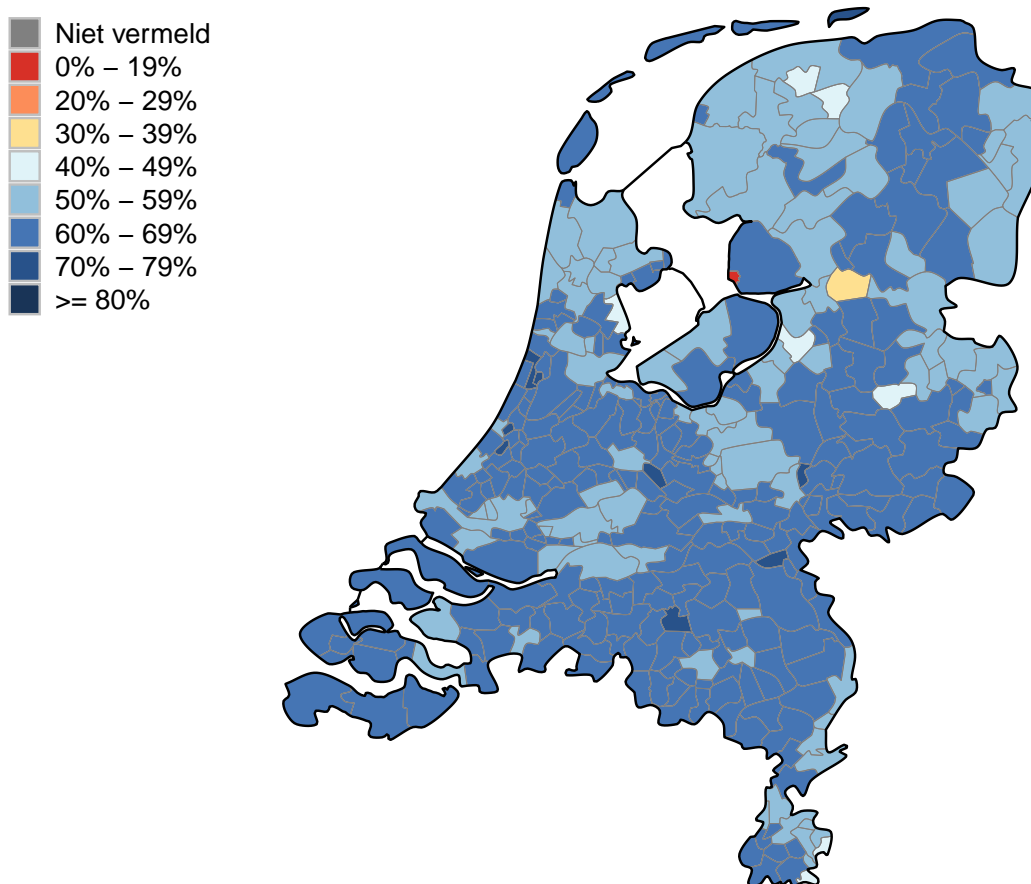 Niet vermeld
0% – 19%
20% – 29%
30% – 39%
40% – 49%
50% – 59%
60% – 69%
70% – 79%
>= 80%